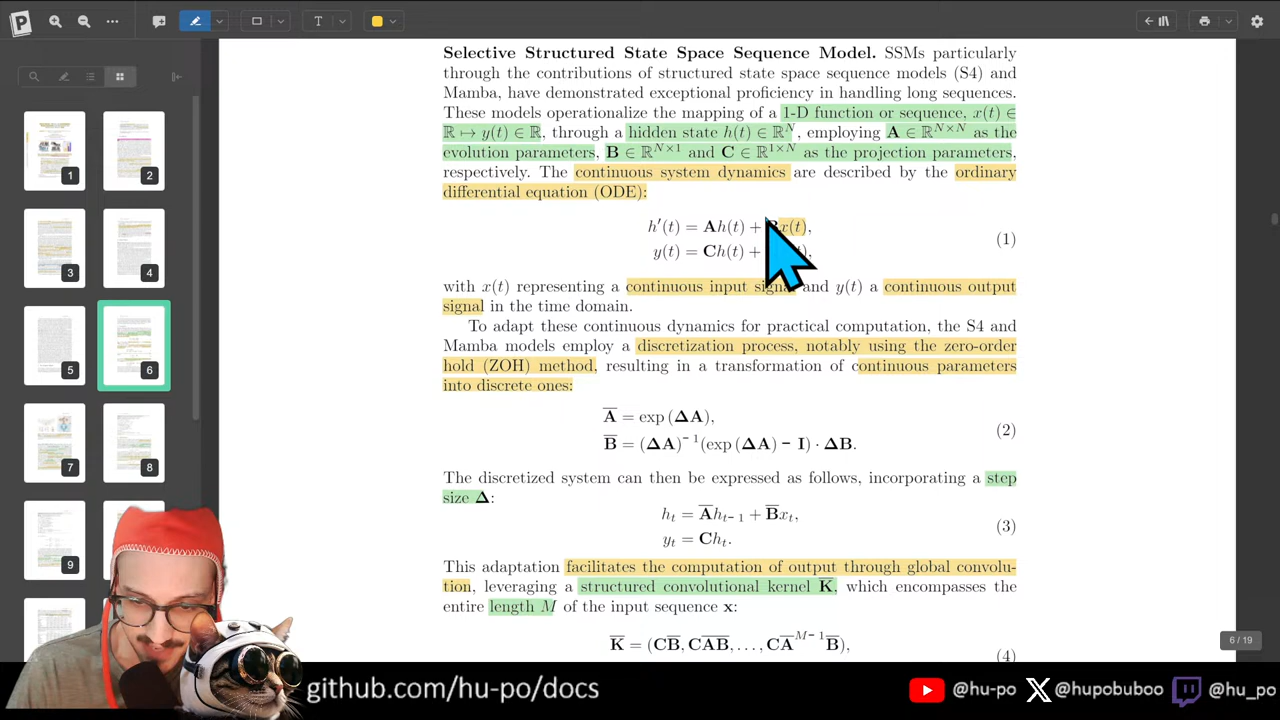 Selective Structured State Space Sequence Model. SSMs particularly
through the contributions of structured state space sequence models (S4) and
Mamba, have demonstrated exceptional proficiency in handling long sequences.
These models operationalize the mapping of a 1-D function or sequence, x(t) ∈
ℝ ↦ y(t) ∈ ℝ, through a hidden state h(t) ∈ ℝ^N, employing A ∈ ℝ^{N×N} as the
evolution parameters, B ∈ ℝ^{N×1} and C ∈ ℝ^{1×N} as the projection parameters,
respectively. The continuous system dynamics are described by the ordinary
differential equation (ODE):
h′(t) = Ah(t) + Bx(t),
y(t) = Ch(t) +
(1)
with x(t) representing a continuous input signal and y(t) a continuous output
signal in the time domain.
To adapt these continuous dynamics for practical computation, the S4 and
Mamba models employ a discretization process, notably using the zero-order
hold (ZOH) method, resulting in a transformation of continuous parameters
into discrete ones:
A̅ = exp (ΔA),
B̅ = (ΔA)^{-1}(exp (ΔA) − I) · ΔB.
(2)
The discretized system can then be expressed as follows, incorporating a step
size Δ:
h_t = A̅h_{t-1} + B̅x_t,
y_t = Ch_t.
(3)
This adaptation facilitates the computation of output through global convolu-
tion, leveraging a structured convolutional kernel K̅, which encompasses the
entire length M of the input sequence x:
K̅ = (CB̅, CA̅B̅, . . . , CA̅^{M-1}B̅),
(4)
1
2
3
4
5
6
7
8
9
10
6 / 19
github.com/hu-po/docs
@hu-po
@hupobuboo
@hu_po